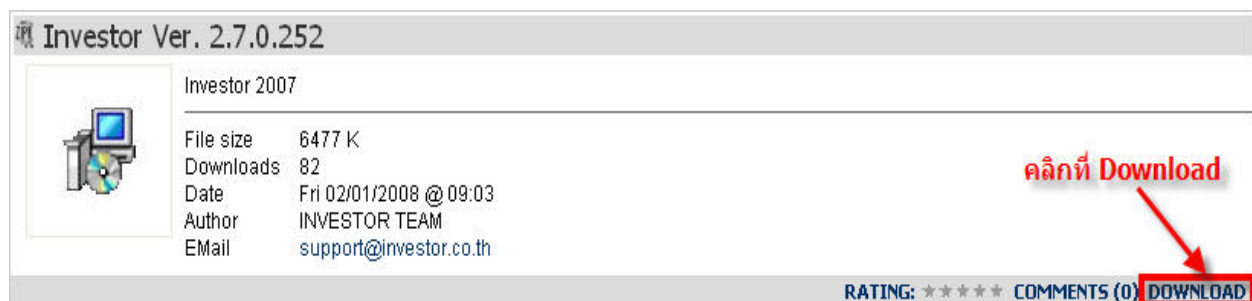 Investor Ver. 2.7.0.252
Investor 2007
File size 6477 K
Downloads 82
Date Fri 02/01/2008 @ 09:03
Author INVESTOR TEAM
EMail support@investor.co.th
คลิกที่ Download
RATING: COMMENTS (0) DOWNLOAD